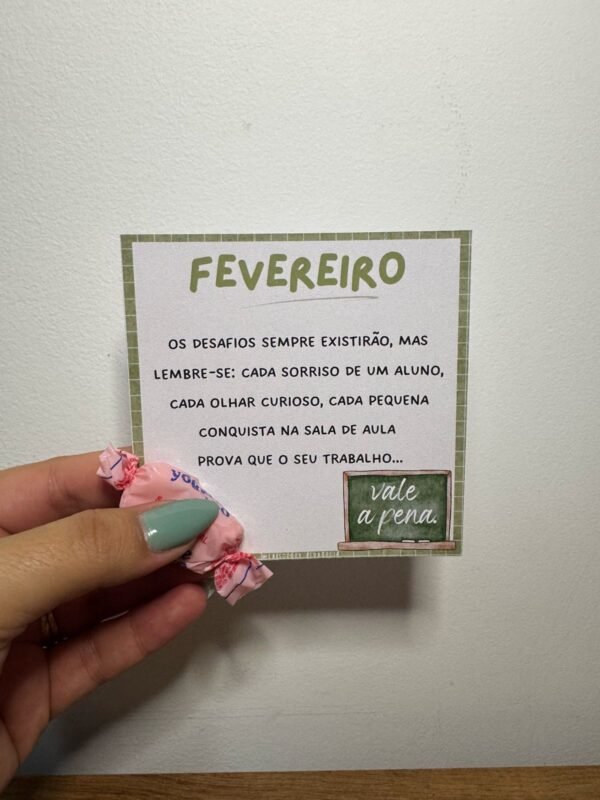 FEVEREIRO
OS DESAFIOS SEMPRE EXISTIRÃO, MAS
LEMBRE-SE: CADA SORRISO DE UM ALUNO,
CADA OLHAR CURIOSO, CADA PEQUENA
CONQUISTA NA SALA DE AULA
PROVA QUE O SEU TRABALHO...
vale
a pena.